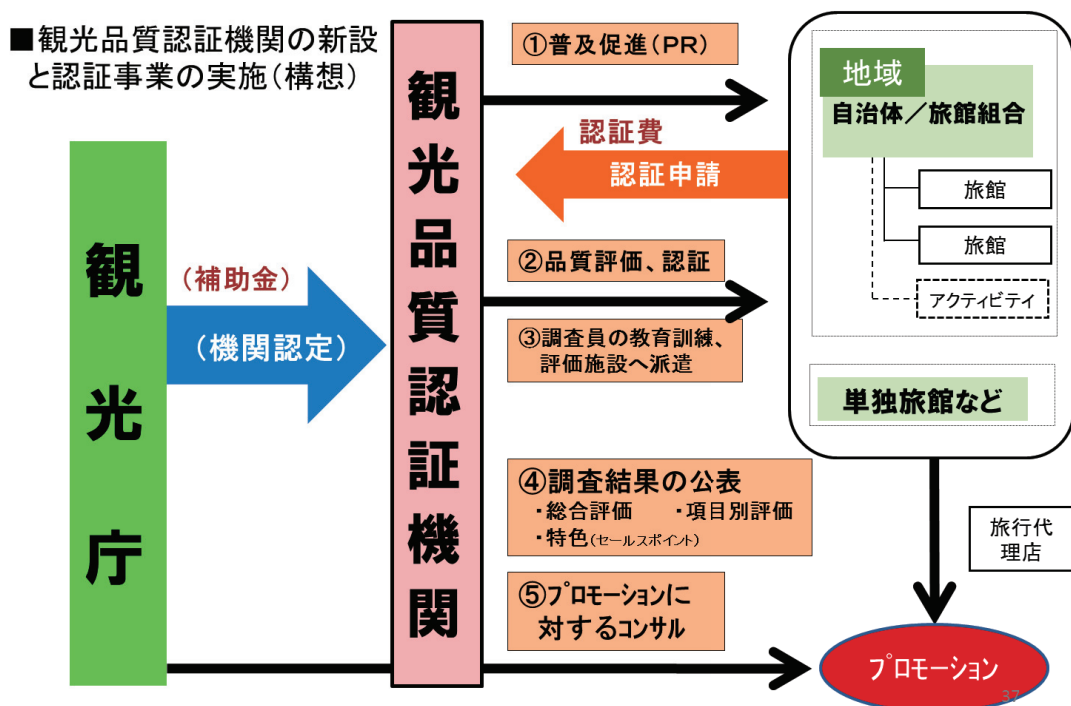 ■観光品質認証機関の新設
と認証事業の実施(構想)
観光庁
(補助金)
(機関認定)
観光品質認証機関
①普及促進(PR)
認証費
認証申請
②品質評価、認証
③調査員の教育訓練、
評価施設へ派遣
④調査結果の公表
・総合評価 ・項目別評価
・特色(セールスポイント)
⑤プロモーションに
対するコンサル
地域
自治体/旅館組合
旅館
旅館
アクティビティ
単独旅館など
旅行代
理店
プロモーション
37